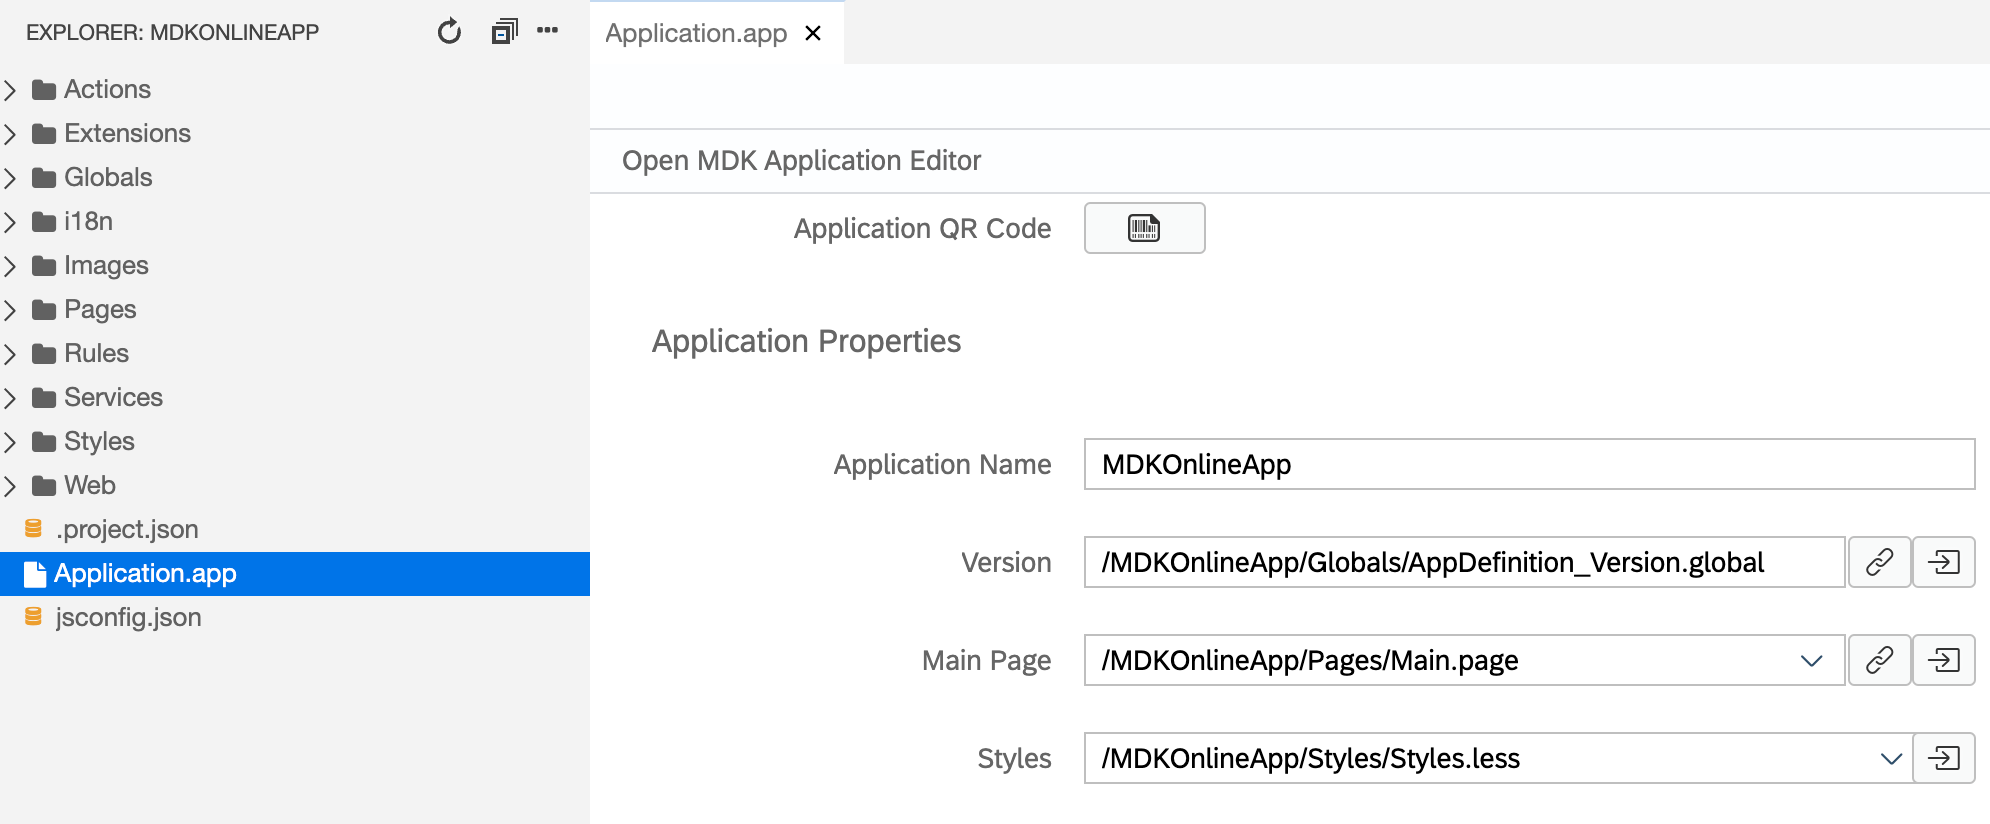 EXPLORER: MDKONLINEAPP
Actions
Extensions
Globals
i18n
Images
Pages
Rules
Services
Styles
Web
.project.json
Application.app
jsconfig.json
Application.app
Open MDK Application Editor
Application QR Code
Application Properties
Application Name MDKOnlineApp
Version /MDKOnlineApp/Globals/AppDefinition_Version.global
Main Page /MDKOnlineApp/Pages/Main.page
Styles /MDKOnlineApp/Styles/Styles.less